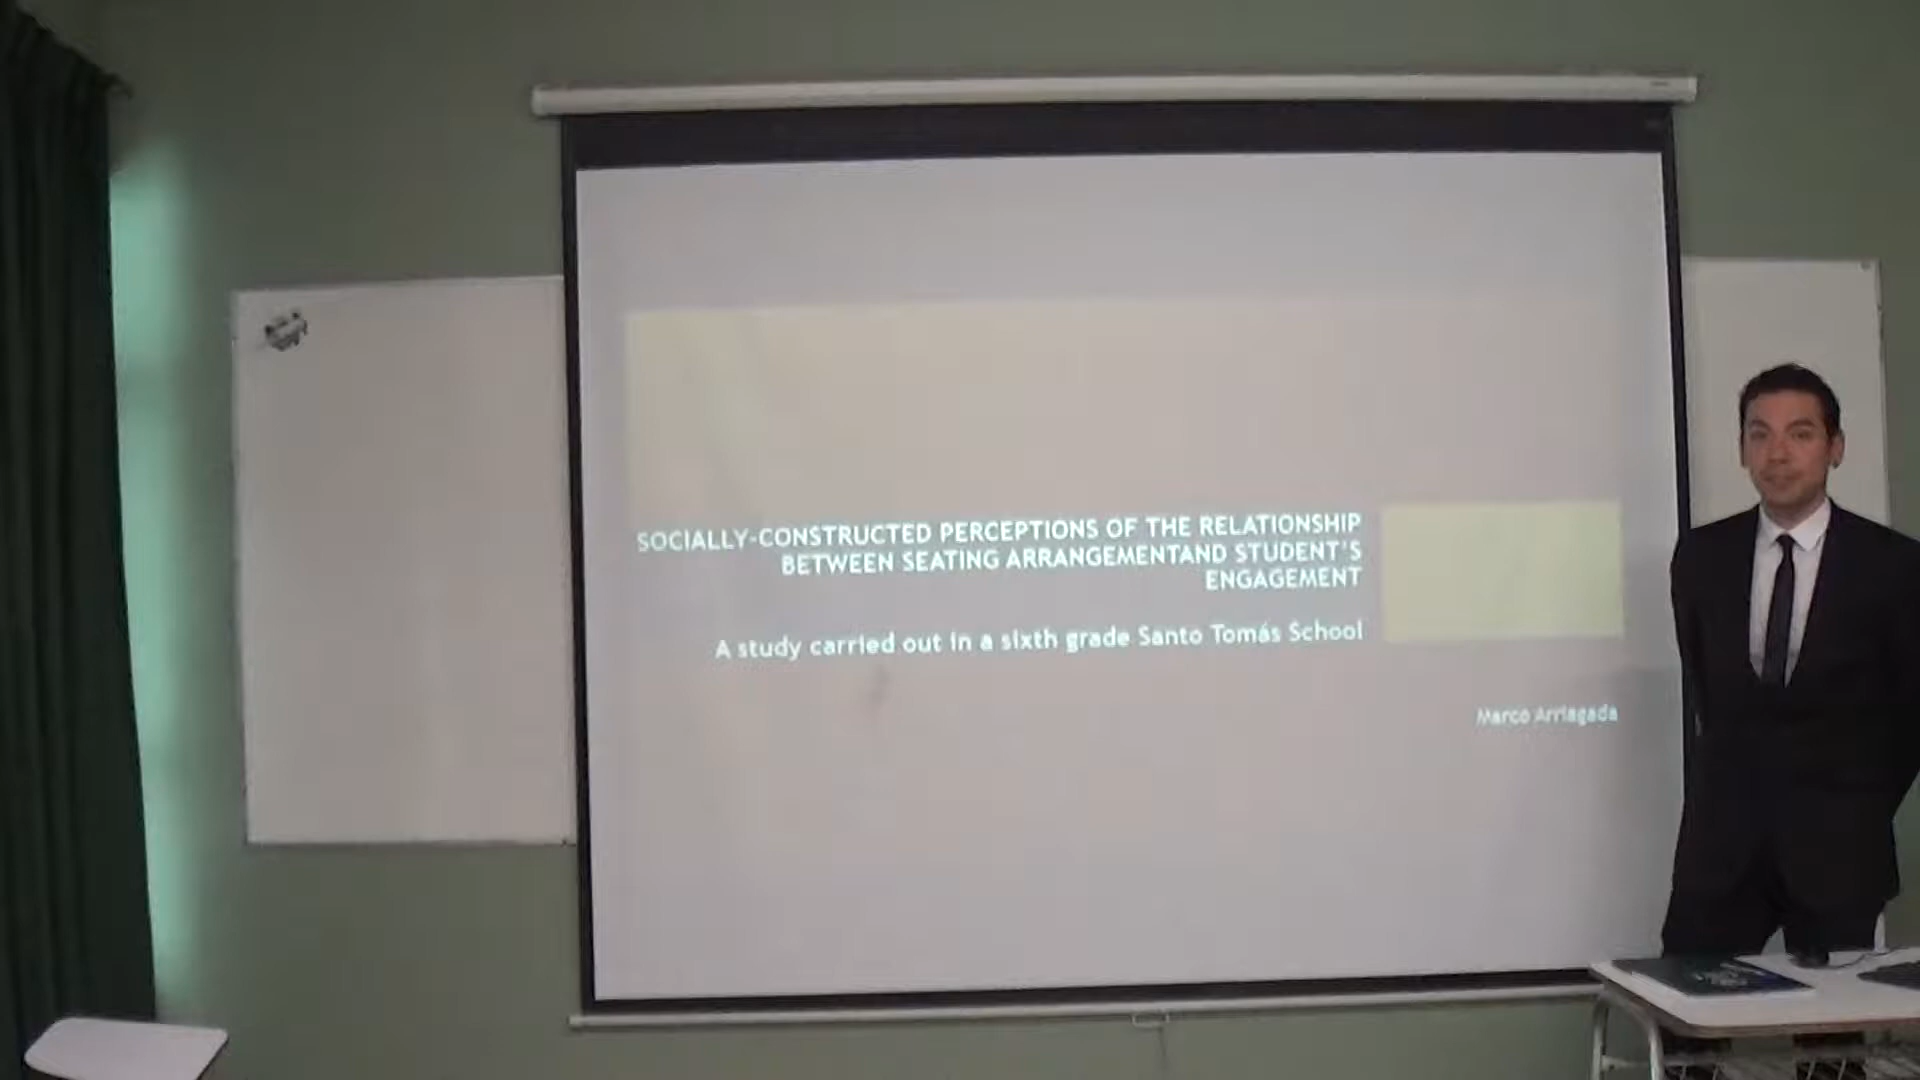 SOCIALLY-CONSTRUCTED PERCEPTIONS OF THE RELATIONSHIP
BETWEEN SEATING ARRANGEMENTAND STUDENT'S
ENGAGEMENT
A study carried out in a sixth grade Santo Tomás School
Marco Arriagada